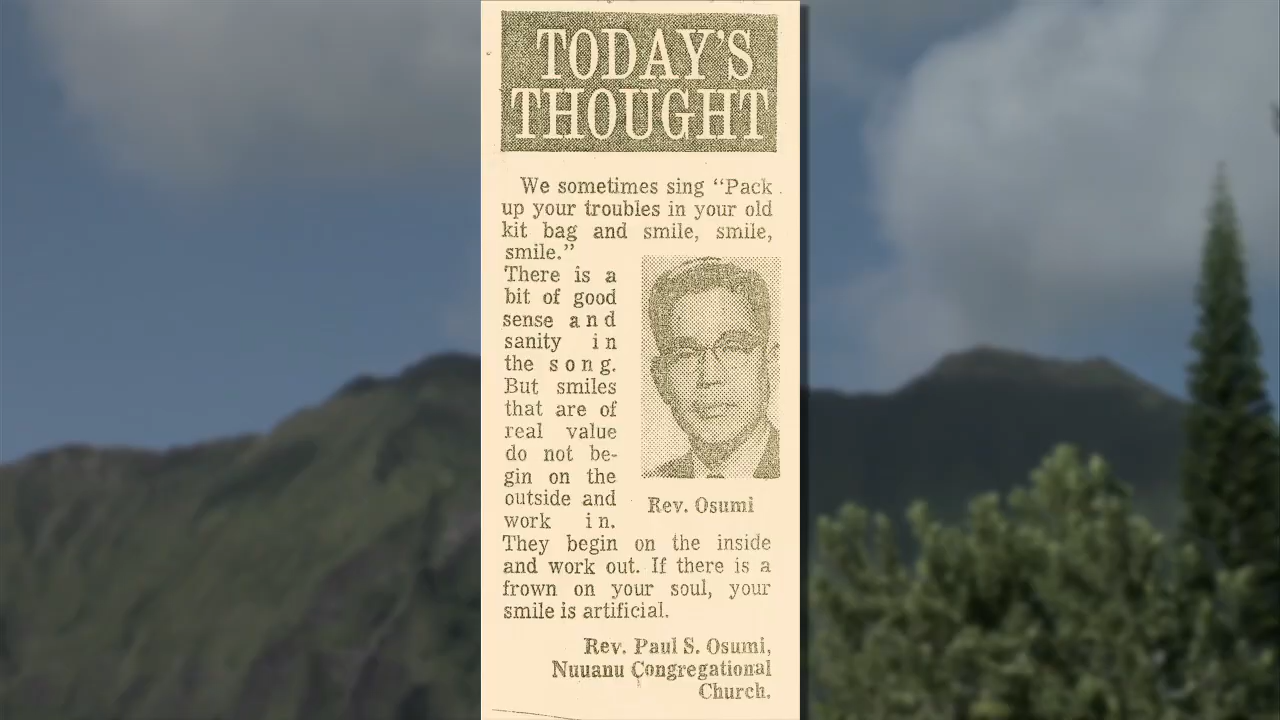 TODAY'S
THOUGHT
We sometimes sing “Pack
up your troubles in your old
kit bag and smile, smile,
smile.”
There is a
bit of good
sense and
sanity in
the song.
But smiles
that are of
real value
do not be-
gin on the
outside and
work in.
Rev. Osumi
They begin on the inside
and work out. If there is a
frown on your soul, your
smile is artificial.
Rev. Paul S. Osumi,
Nuuanu Congregational
Church.